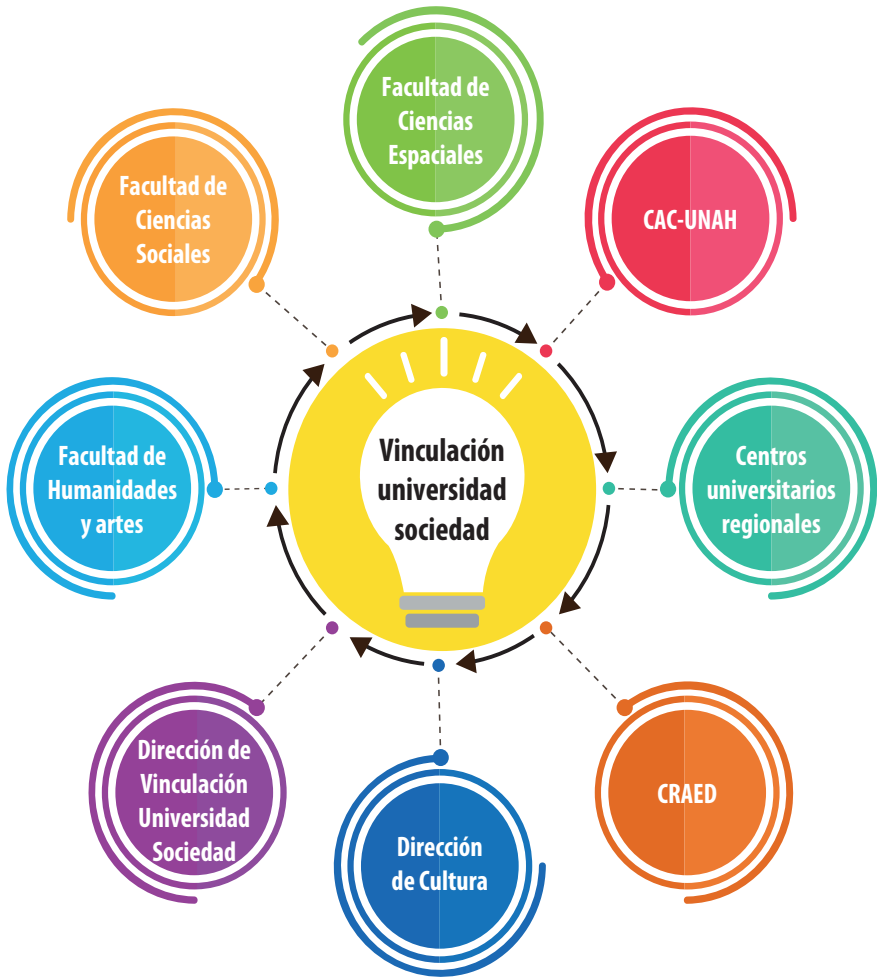 Facultad de
Ciencias
Espaciales
CAC-UNAH
Centros
universitarios
regionales
CRAED
Dirección
de Cultura
Dirección de
Vinculación
Universidad
Sociedad
Facultad de
Humanidades
y artes
Facultad de
Ciencias
Sociales
Vinculación
universidad
sociedad